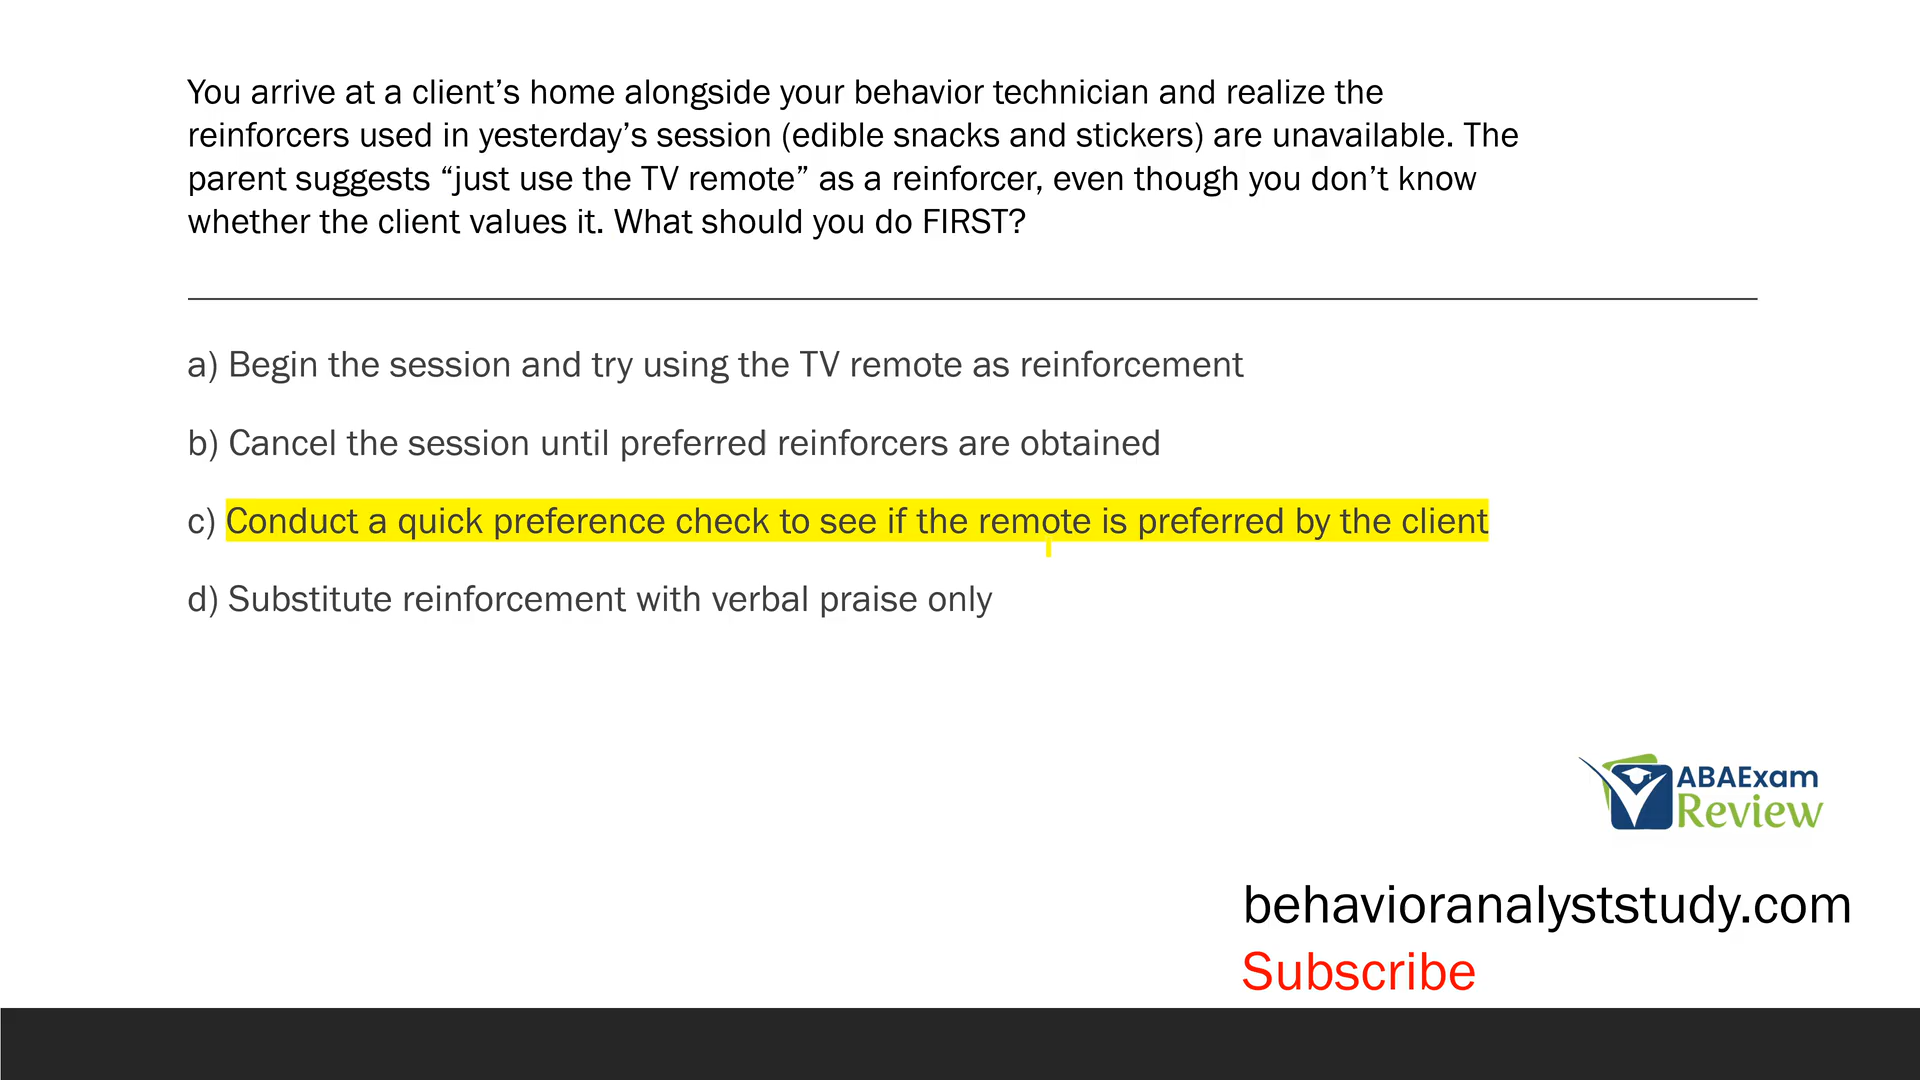 You arrive at a client’s home alongside your behavior technician and realize the
reinforcers used in yesterday’s session (edible snacks and stickers) are unavailable. The
parent suggests “just use the TV remote” as a reinforcer, even though you don’t know
whether the client values it. What should you do FIRST?
a) Begin the session and try using the TV remote as reinforcement
b) Cancel the session until preferred reinforcers are obtained
c) Conduct a quick preference check to see if the remote is preferred by the client
d) Substitute reinforcement with verbal praise only
ABAExam
Review
behavioranalyststudy.com
Subscribe